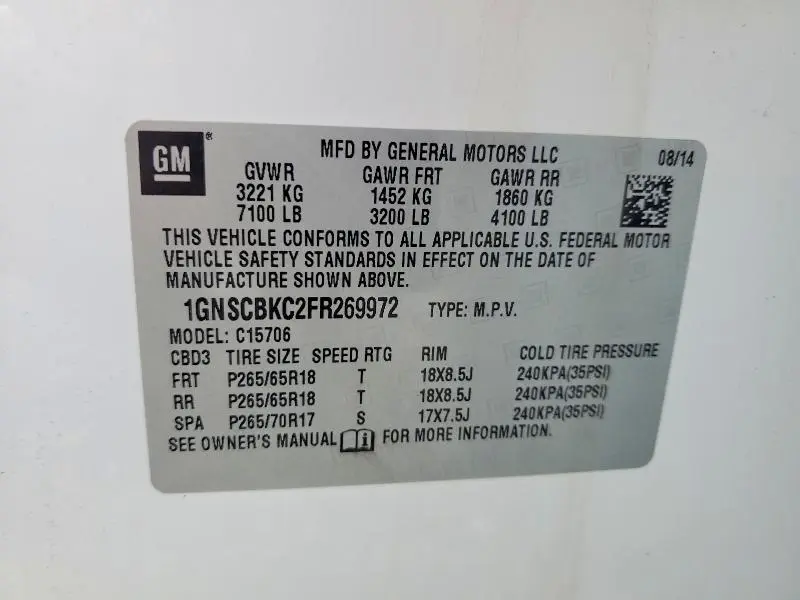 GM ®
MFD BY GENERAL MOTORS LLC 08/14
GVWR GAWR FRT GAWR RR
3221 KG 1452 KG 1860 KG
7100 LB 3200 LB 4100 LB
THIS VEHICLE CONFORMS TO ALL APPLICABLE U.S. FEDERAL MOTOR
VEHICLE SAFETY STANDARDS IN EFFECT ON THE DATE OF
MANUFACTURE SHOWN ABOVE.
1GNSCBKC2FR269972 TYPE: M.P.V.
MODEL: C15706
CBD3 TIRE SIZE SPEED RTG RIM COLD TIRE PRESSURE
FRT P265/65R18 T 18X8.5J 240KPA(35PSI)
RR P265/65R18 T 18X8.5J 240KPA(35PSI)
SPA P265/70R17 S 17X7.5J 240KPA(35PSI)
SEE OWNER'S MANUAL i FOR MORE INFORMATION.